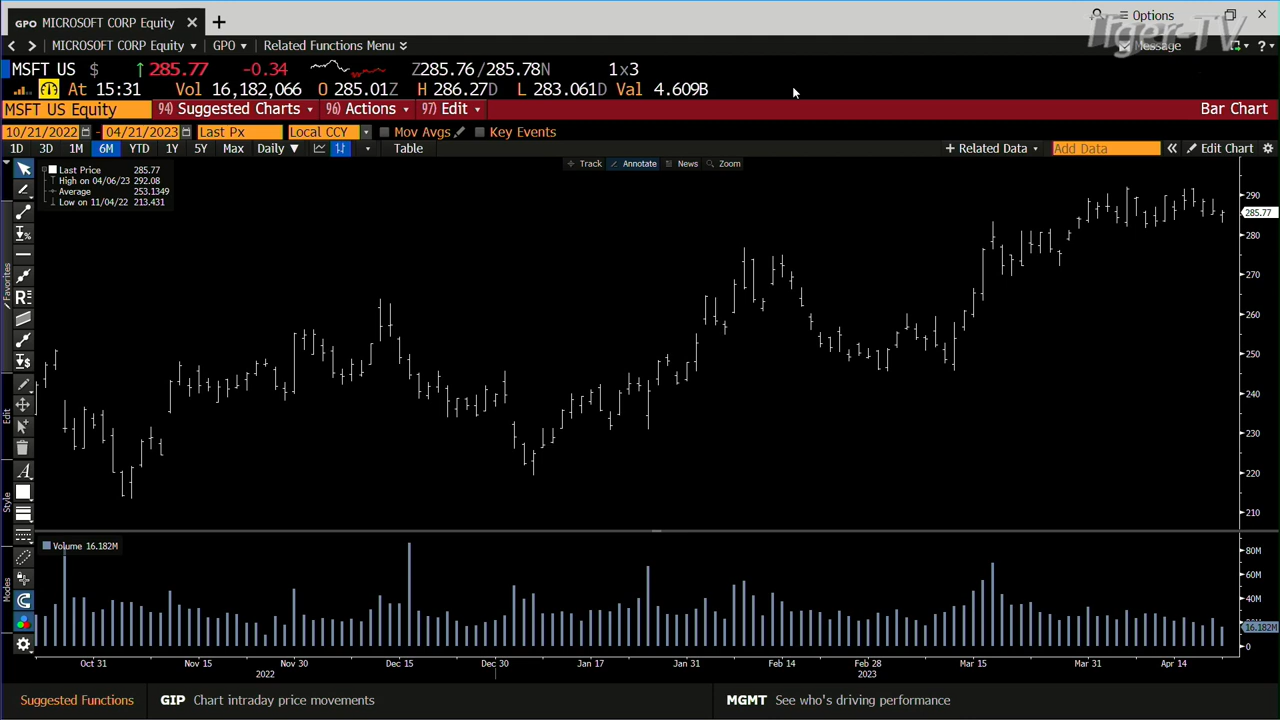 GPO MICROSOFT CORP Equity × +
Options
MICROSOFT CORP Equity GPO Related Functions Menu
Message
Tiger-TV
MSFT US $ ↑ 285.77 -0.34 Z285.76/285.78N 1x3
At 15:31 Vol 16,182,066 O 285.01Z H 286.27D L 283.061D Val 4.609B
MSFT US Equity 94) Suggested Charts 96) Actions 97) Edit Bar Chart
10/21/2022 - 04/21/2023 Last Px Local CCY Mov Avgs Key Events
1D 3D 1M 6M YTD 1Y 5Y Max Daily ▼ Table + Related Data Add Data « Edit Chart
Track Annotate News Zoom
Last Price 285.77
High on 04/06/23 292.08
Average 253.1349
Low on 11/04/22 213.431
Favorites
Edit
Style
Modes
290
285.77
280
270
260
250
240
230
220
210
Volume 16.182M
80M
60M
40M
16.182M
0
Oct 31 Nov 15 Nov 30 Dec 15 Dec 30 Jan 17 Jan 31 Feb 14 Feb 28 Mar 15 Mar 31 Apr 14
2022 2023
Suggested Functions GIP Chart intraday price movements MGMT See who's driving performance